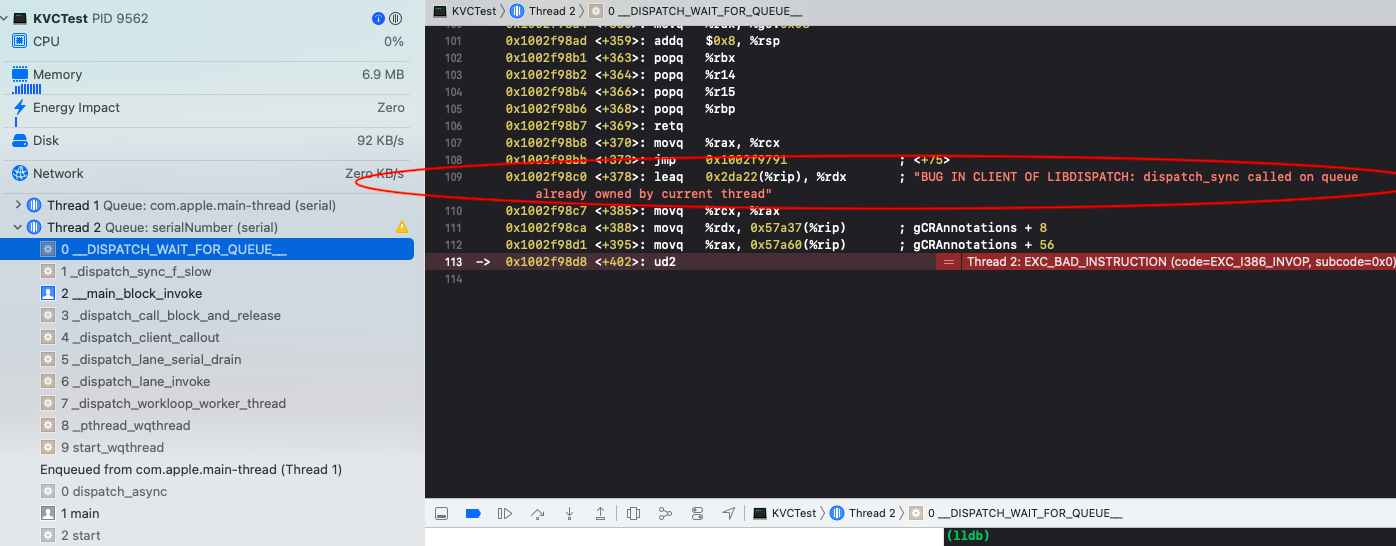 KVCTest PID 9562
CPU 0%
Memory 6.9 MB
Energy Impact Zero
Disk 92 KB/s
Network Zero KB/s
Thread 1 Queue: com.apple.main-thread (serial)
Thread 2 Queue: serialNumber (serial)
0 __DISPATCH_WAIT_FOR_QUEUE__
1 _dispatch_sync_f_slow
2 __main_block_invoke
3 _dispatch_call_block_and_release
4 _dispatch_client_callout
5 _dispatch_lane_serial_drain
6 _dispatch_lane_invoke
7 _dispatch_workloop_worker_thread
8 _pthread_wqthread
9 start_wqthread
Enqueued from com.apple.main-thread (Thread 1)
0 dispatch_async
1 main
2 start
KVCTest Thread 2 0 __DISPATCH_WAIT_FOR_QUEUE__
101 0x1002f98ad <+359>: addq $0x8, %rsp
102 0x1002f98b1 <+363>: popq %rbx
103 0x1002f98b2 <+364>: popq %r14
104 0x1002f98b4 <+366>: popq %r15
105 0x1002f98b6 <+368>: popq %rbp
106 0x1002f98b7 <+369>: retq
107 0x1002f98b8 <+370>: movq %rax, %rcx
108 0x1002f98bb <+373>: jmp 0x1002f9791 ; <+75>
109 0x1002f98c0 <+378>: leaq 0x2da22(%rip), %rdx ; "BUG IN CLIENT OF LIBDISPATCH: dispatch_sync called on queue
already owned by current thread"
110 0x1002f98c7 <+385>: movq %rcx, %rax
111 0x1002f98ca <+388>: movq %rdx, 0x57a37(%rip) ; gCRAnnotations + 8
112 0x1002f98d1 <+395>: movq %rax, 0x57a60(%rip) ; gCRAnnotations + 56
113 -> 0x1002f98d8 <+402>: ud2 = Thread 2: EXC_BAD_INSTRUCTION (code=EXC_I386_INVOP, subcode=0x0)
114
KVCTest Thread 2 0 __DISPATCH_WAIT_FOR_QUEUE__
(lldb)